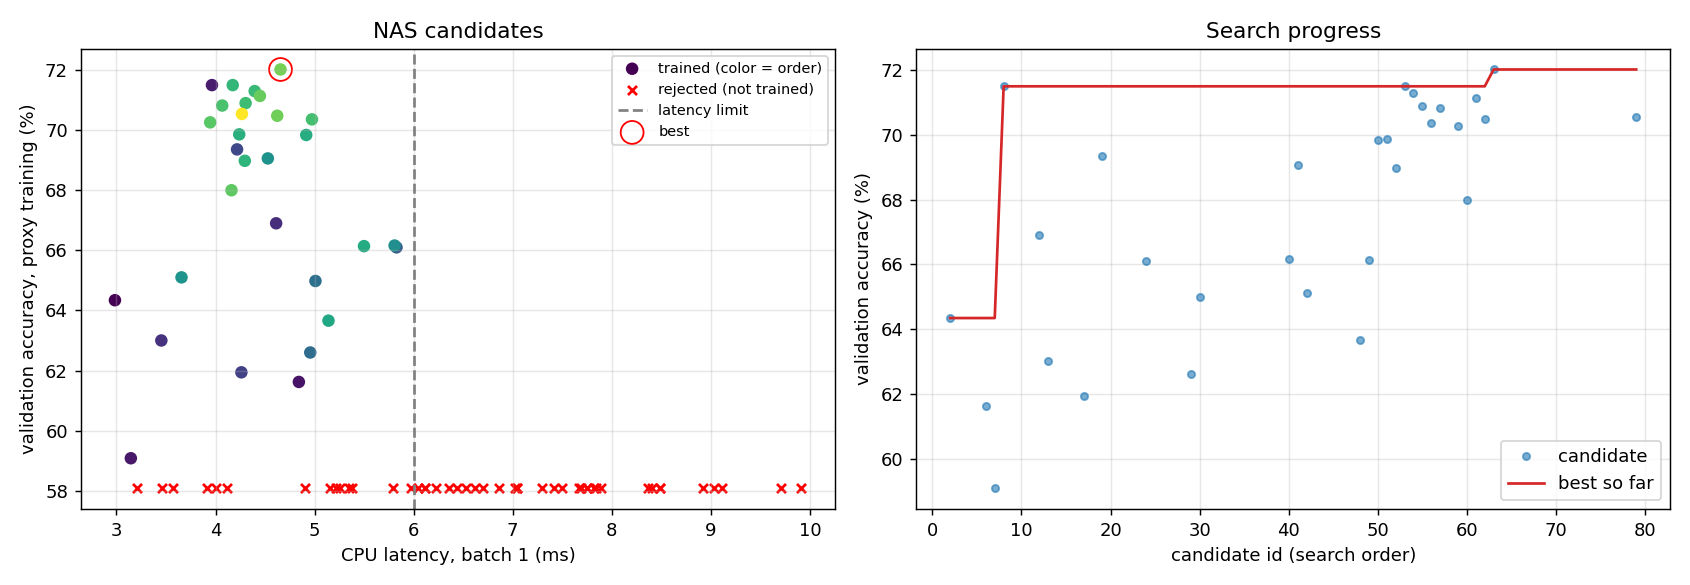 NAS candidates
validation accuracy, proxy training (%)
72
70
68
66
64
62
60
58
trained (color = order)
rejected (not trained)
latency limit
best
3 4 5 6 7 8 9 10
CPU latency, batch 1 (ms)
Search progress
validation accuracy (%)
72
70
68
66
64
62
60
candidate
best so far
0 10 20 30 40 50 60 70 80
candidate id (search order)